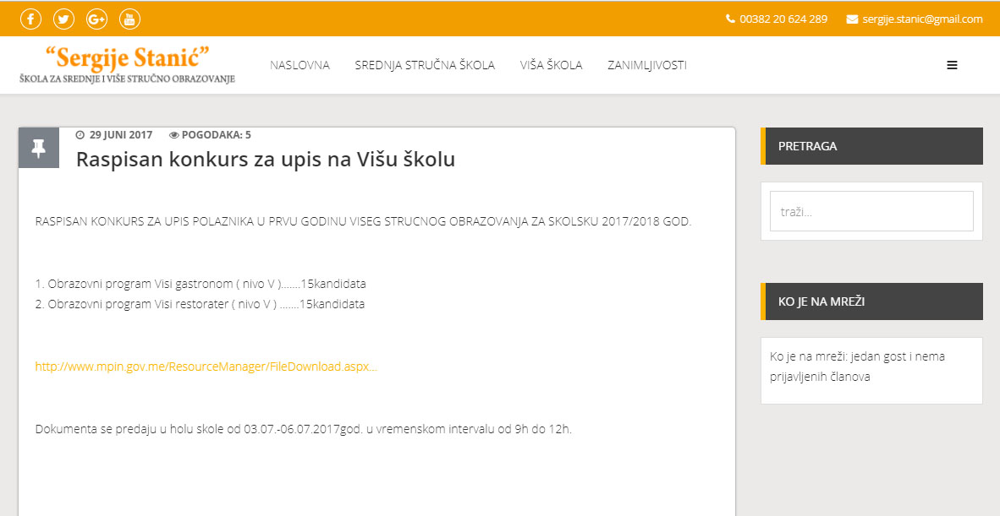 00382 20 624 289 sergije.stanic@gmail.com
“Sergije Stanić”
ŠKOLA ZA SREDNJE I VIŠE STRUČNO OBRAZOVANJE
NASLOVNA SREDNJA STRUČNA ŠKOLA VIŠA ŠKOLA ZANIMLJIVOSTI
29 JUNI 2017 POGODAKA: 5
Raspisan konkurs za upis na Višu školu
RASPISAN KONKURS ZA UPIS POLAZNIKA U PRVU GODINU VISEG STRUCNOG OBRAZOVANJA ZA SKOLSKU 2017/2018 GOD.
1. Obrazovni program Visi gastronom ( nivo V ).......15kandidata
2. Obrazovni program Visi restorater ( nivo V ) .......15kandidata
http://www.mpin.gov.me/ResourceManager/FileDownload.aspx...
Dokumenta se predaju u holu skole od 03.07.-06.07.2017god. u vremenskom intervalu od 9h do 12h.
PRETRAGA
traži...
KO JE NA MREŽI
Ko je na mreži: jedan gost i nema
prijavljenih članova